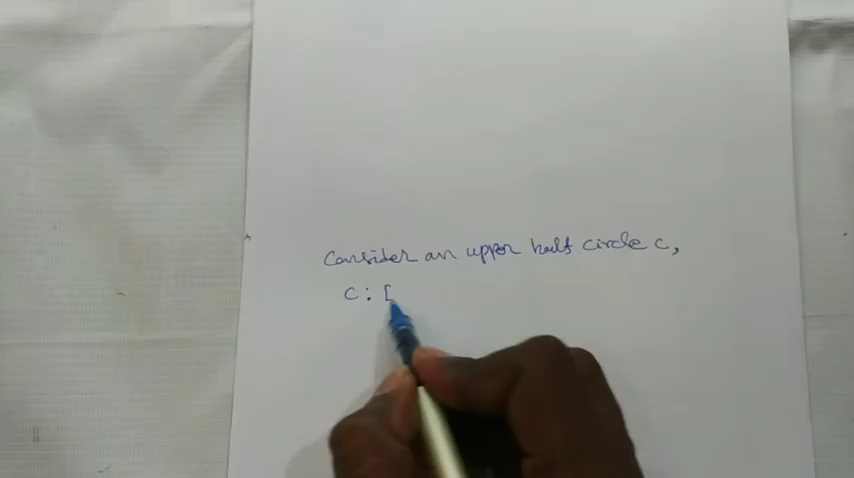 Consider an upper half circle c,
c: [